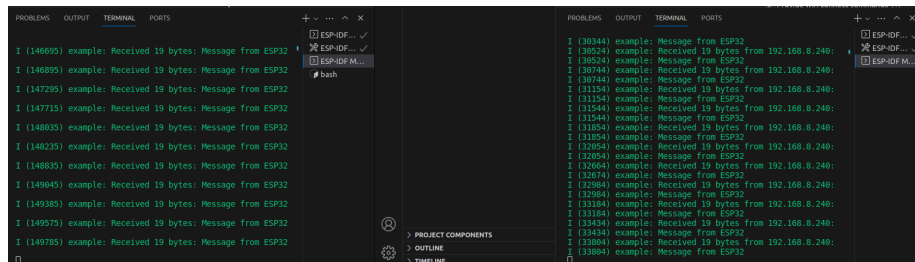 PROBLEMS OUTPUT TERMINAL PORTS
I (146695) example: Received 19 bytes: Message from ESP32
I (146895) example: Received 19 bytes: Message from ESP32
I (147295) example: Received 19 bytes: Message from ESP32
I (147715) example: Received 19 bytes: Message from ESP32
I (148035) example: Received 19 bytes: Message from ESP32
I (148235) example: Received 19 bytes: Message from ESP32
I (148835) example: Received 19 bytes: Message from ESP32
I (149045) example: Received 19 bytes: Message from ESP32
I (149385) example: Received 19 bytes: Message from ESP32
I (149575) example: Received 19 bytes: Message from ESP32
I (149785) example: Received 19 bytes: Message from ESP32
ESP-IDF...
ESP-IDF...
ESP-IDF M...
bash
PROJECT COMPONENTS
OUTLINE
TIMELINE
PROBLEMS OUTPUT TERMINAL PORTS
I (30344) example: Message from ESP32
I (30524) example: Received 19 bytes from 192.168.8.240:
I (30524) example: Message from ESP32
I (30744) example: Received 19 bytes from 192.168.8.240:
I (30744) example: Message from ESP32
I (31154) example: Received 19 bytes from 192.168.8.240:
I (31154) example: Message from ESP32
I (31544) example: Received 19 bytes from 192.168.8.240:
I (31544) example: Message from ESP32
I (31854) example: Received 19 bytes from 192.168.8.240:
I (31854) example: Message from ESP32
I (32054) example: Received 19 bytes from 192.168.8.240:
I (32054) example: Message from ESP32
I (32664) example: Received 19 bytes from 192.168.8.240:
I (32674) example: Message from ESP32
I (32984) example: Received 19 bytes from 192.168.8.240:
I (32984) example: Message from ESP32
I (33184) example: Received 19 bytes from 192.168.8.240:
I (33184) example: Message from ESP32
I (33434) example: Received 19 bytes from 192.168.8.240:
I (33434) example: Message from ESP32
I (33804) example: Received 19 bytes from 192.168.8.240:
I (33804) example: Message from ESP32
ESP-IDF...
ESP-IDF...
ESP-IDF M...